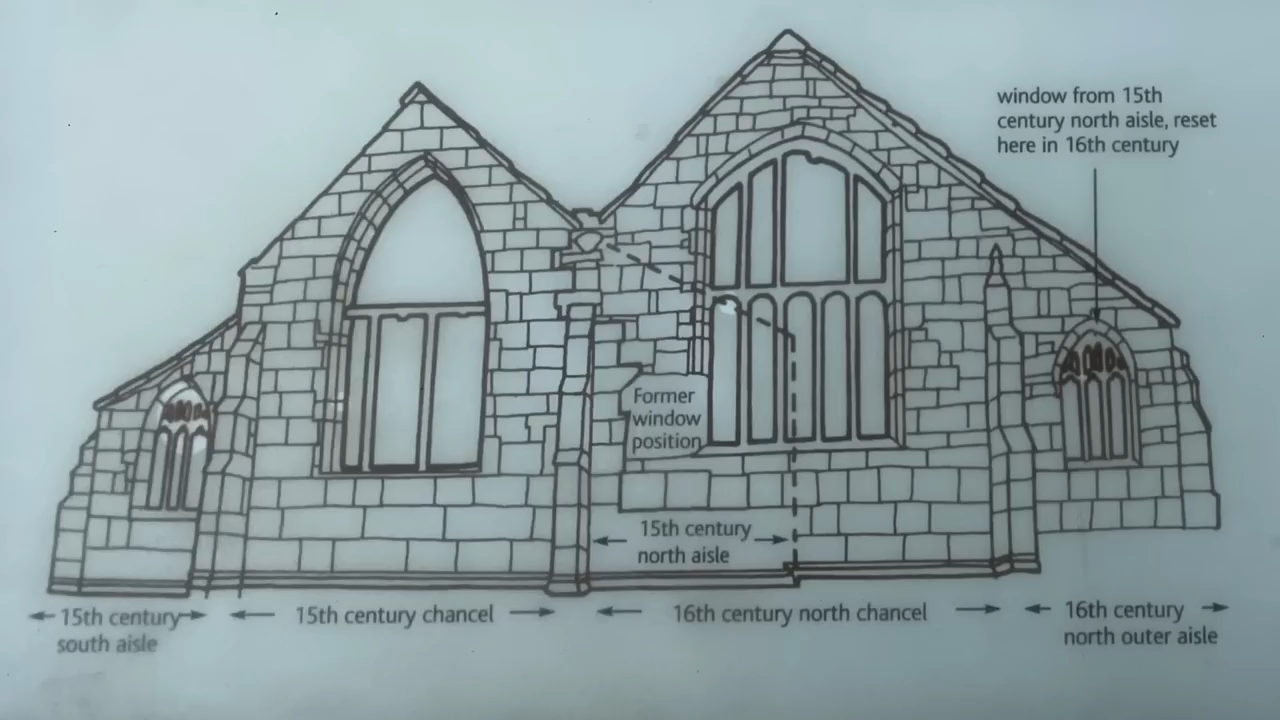 window from 15th
century north aisle, reset
here in 16th century
Former
window
position
15th century
north aisle
15th century
south aisle
15th century chancel
16th century north chancel
16th century
north outer aisle